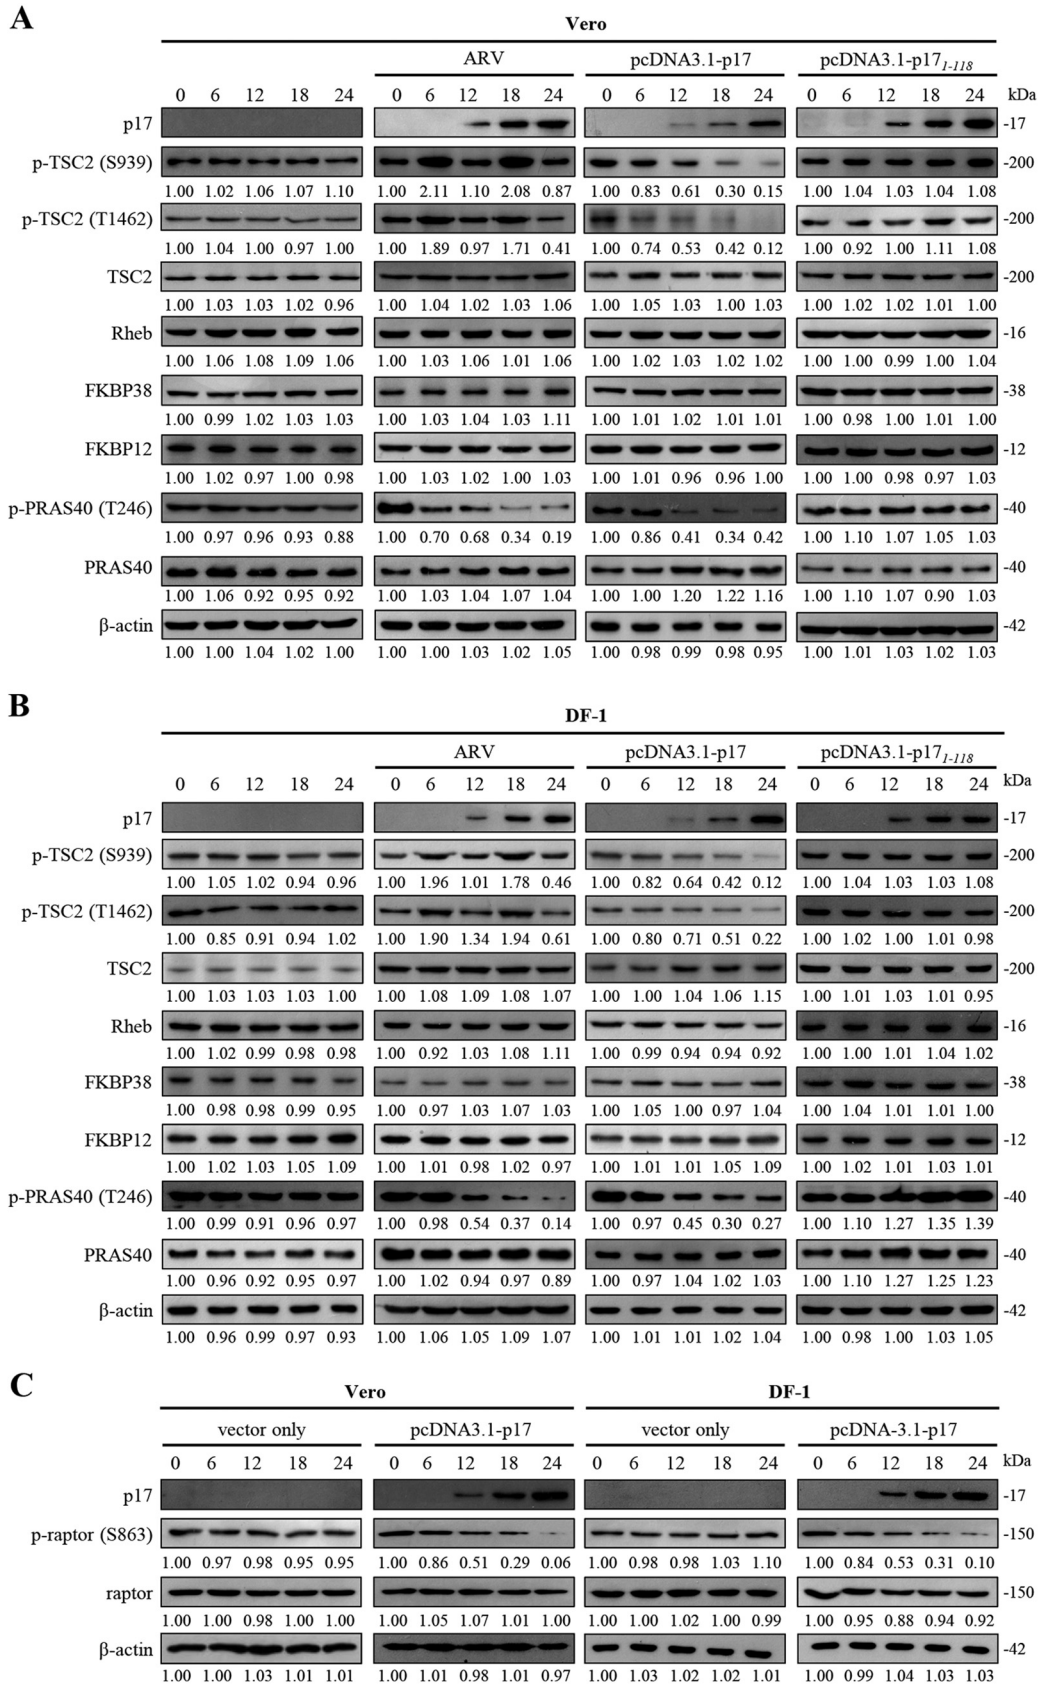 A
Vero
ARV pcDNA3.1-p17 pcDNA3.1-p17₁₋₁₁₈
0 6 12 18 24 0 6 12 18 24 0 6 12 18 24 0 6 12 18 24 kDa
p17 -17
p-TSC2 (S939) -200
1.00 1.02 1.06 1.07 1.10 1.00 2.11 1.10 2.08 0.87 1.00 0.83 0.61 0.30 0.15 1.00 1.04 1.03 1.04 1.08
p-TSC2 (T1462) -200
1.00 1.04 1.00 0.97 1.00 1.00 1.89 0.97 1.71 0.41 1.00 0.74 0.53 0.42 0.12 1.00 0.92 1.00 1.11 1.08
TSC2 -200
1.00 1.03 1.03 1.02 0.96 1.00 1.04 1.02 1.03 1.06 1.00 1.05 1.03 1.00 1.03 1.00 1.02 1.02 1.01 1.00
Rheb -16
1.00 1.06 1.08 1.09 1.06 1.00 1.03 1.06 1.01 1.06 1.00 1.02 1.03 1.02 1.02 1.00 1.00 0.99 1.00 1.04
FKBP38 -38
1.00 0.99 1.02 1.03 1.03 1.00 1.03 1.04 1.03 1.11 1.00 1.01 1.02 1.01 1.01 1.00 0.98 1.00 1.01 1.00
FKBP12 -12
1.00 1.02 0.97 1.00 0.98 1.00 1.03 1.02 1.00 1.03 1.00 1.01 0.96 0.96 1.00 1.00 1.00 0.98 0.97 1.03
p-PRAS40 (T246) -40
1.00 0.97 0.96 0.93 0.88 1.00 0.70 0.68 0.34 0.19 1.00 0.86 0.41 0.34 0.42 1.00 1.10 1.07 1.05 1.03
PRAS40 -40
1.00 1.06 0.92 0.95 0.92 1.00 1.03 1.04 1.07 1.04 1.00 1.00 1.20 1.22 1.16 1.00 1.10 1.07 0.90 1.03
β-actin -42
1.00 1.00 1.04 1.02 1.00 1.00 1.00 1.03 1.02 1.05 1.00 0.98 0.99 0.98 0.95 1.00 1.01 1.03 1.02 1.03
B
DF-1
ARV pcDNA3.1-p17 pcDNA3.1-p17₁₋₁₁₈
0 6 12 18 24 0 6 12 18 24 0 6 12 18 24 0 6 12 18 24 kDa
p17 -17
p-TSC2 (S939) -200
1.00 1.05 1.02 0.94 0.96 1.00 1.96 1.01 1.78 0.46 1.00 0.82 0.64 0.42 0.12 1.00 1.04 1.03 1.03 1.08
p-TSC2 (T1462) -200
1.00 0.85 0.91 0.94 1.02 1.00 1.90 1.34 1.94 0.61 1.00 0.80 0.71 0.51 0.22 1.00 1.02 1.00 1.01 0.98
TSC2 -200
1.00 1.03 1.03 1.03 1.00 1.00 1.08 1.09 1.08 1.07 1.00 1.00 1.04 1.06 1.15 1.00 1.01 1.03 1.01 0.95
Rheb -16
1.00 1.02 0.99 0.98 0.98 1.00 0.92 1.03 1.08 1.11 1.00 0.99 0.94 0.94 0.92 1.00 1.00 1.01 1.04 1.02
FKBP38 -38
1.00 0.98 0.98 0.99 0.95 1.00 0.97 1.03 1.07 1.03 1.00 1.05 1.00 0.97 1.04 1.00 1.04 1.01 1.01 1.00
FKBP12 -12
1.00 1.02 1.03 1.05 1.09 1.00 1.01 0.98 1.02 0.97 1.00 1.01 1.01 1.05 1.09 1.00 1.02 1.01 1.03 1.01
p-PRAS40 (T246) -40
1.00 0.99 0.91 0.96 0.97 1.00 0.98 0.54 0.37 0.14 1.00 0.97 0.45 0.30 0.27 1.00 1.10 1.27 1.35 1.39
PRAS40 -40
1.00 0.96 0.92 0.95 0.97 1.00 1.02 0.94 0.97 0.89 1.00 0.97 1.04 1.02 1.03 1.00 1.10 1.27 1.25 1.23
β-actin -42
1.00 0.96 0.99 0.97 0.93 1.00 1.06 1.05 1.09 1.07 1.00 1.01 1.01 1.02 1.04 1.00 0.98 1.00 1.03 1.05
C
Vero DF-1
vector only pcDNA3.1-p17 vector only pcDNA-3.1-p17
0 6 12 18 24 0 6 12 18 24 0 6 12 18 24 0 6 12 18 24 kDa
p17 -17
p-raptor (S863) -150
1.00 0.97 0.98 0.95 0.95 1.00 0.86 0.51 0.29 0.06 1.00 0.98 0.98 1.03 1.10 1.00 0.84 0.53 0.31 0.10
raptor -150
1.00 1.00 0.98 1.00 1.00 1.00 1.05 1.07 1.01 1.00 1.00 1.00 1.02 1.00 0.99 1.00 0.95 0.88 0.94 0.92
β-actin -42
1.00 1.00 1.03 1.01 1.01 1.00 1.01 0.98 1.01 0.97 1.00 1.03 1.02 1.02 1.01 1.00 0.99 1.04 1.03 1.03